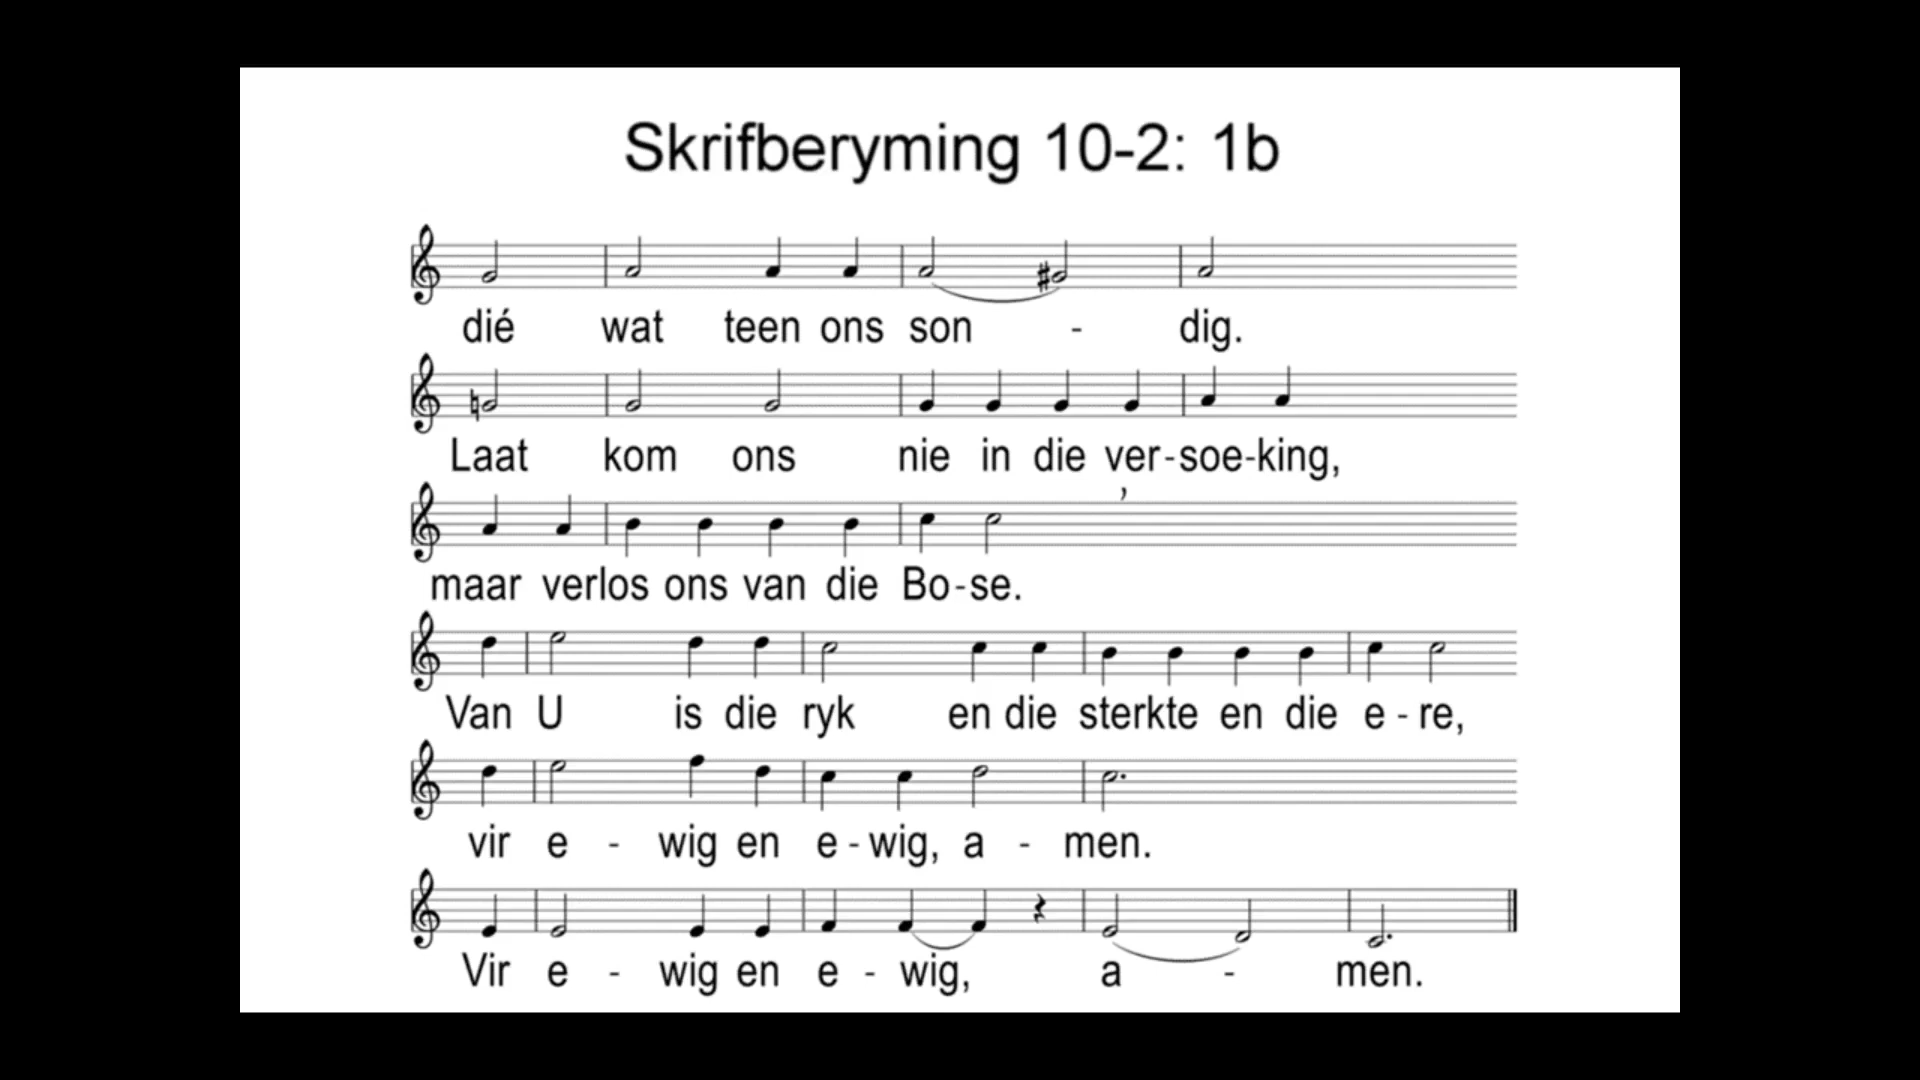 Skrifberyming 10-2: 1b
dié wat teen ons son - dig.
Laat kom ons nie in die ver-soe-king,
maar verlos ons van die Bo-se.
Van U is die ryk en die sterkte en die e - re,
vir e - wig en e - wig, a - men.
Vir e - wig en e - wig, a - men.